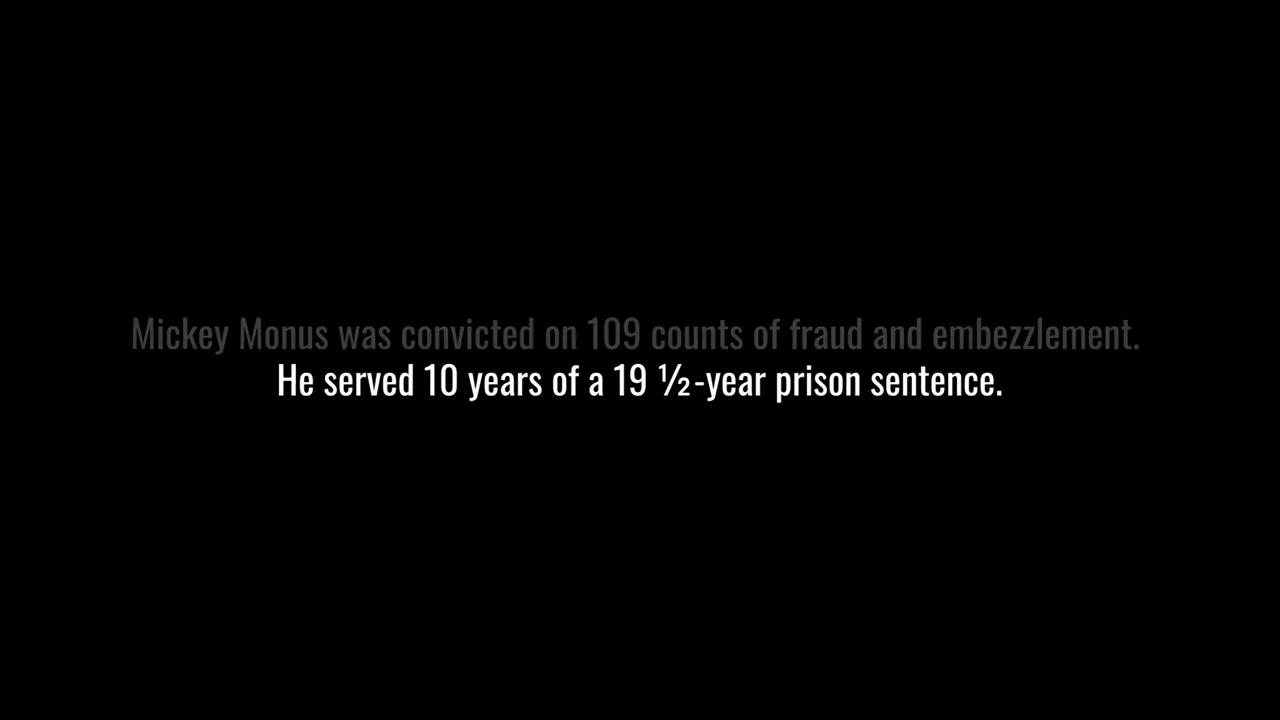 Mickey Monus was convicted on 109 counts of fraud and embezzlement.
He served 10 years of a 19 ½-year prison sentence.